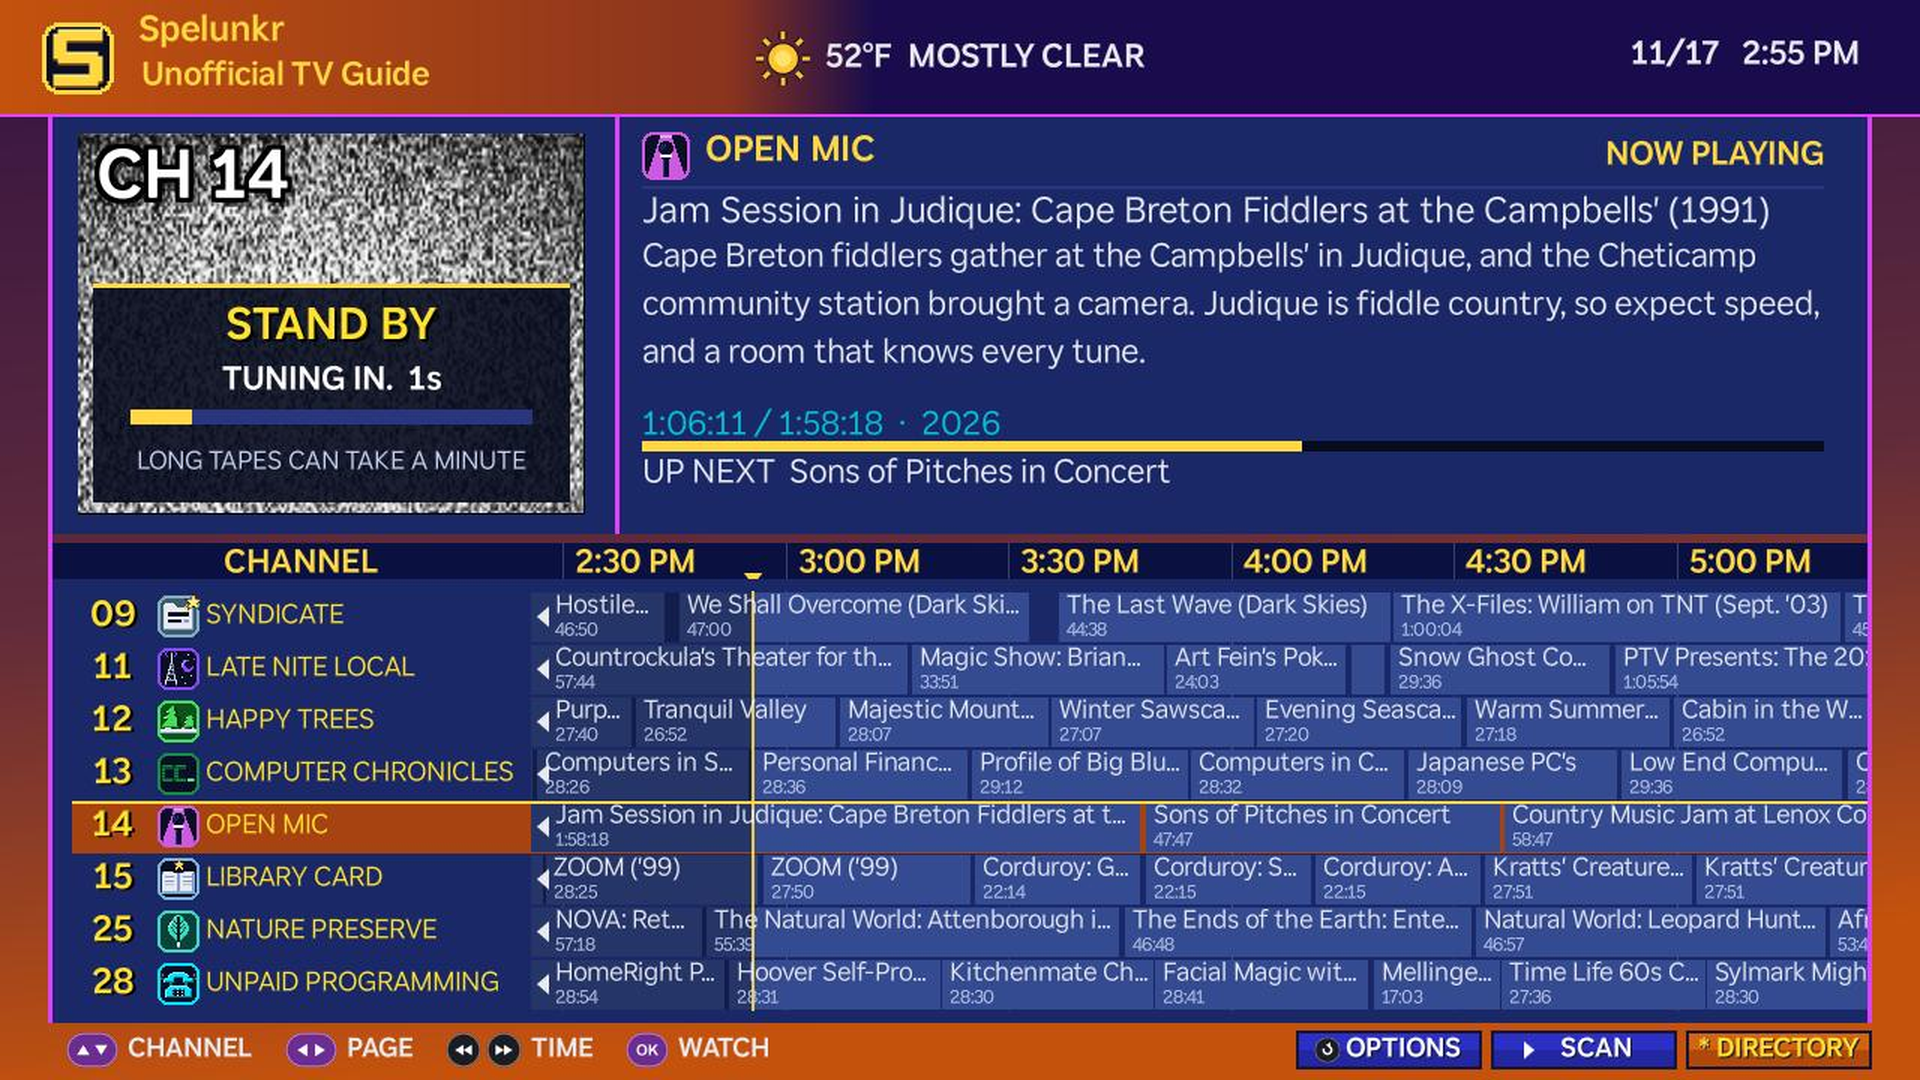 Spelunkr
Unofficial TV Guide
52°F MOSTLY CLEAR
11/17 2:55 PM
CH 14
STAND BY
TUNING IN. 1s
LONG TAPES CAN TAKE A MINUTE
OPEN MIC
NOW PLAYING
Jam Session in Judique: Cape Breton Fiddlers at the Campbells' (1991)
Cape Breton fiddlers gather at the Campbells' in Judique, and the Cheticamp
community station brought a camera. Judique is fiddle country, so expect speed,
and a room that knows every tune.
1:06:11 / 1:58:18 · 2026
UP NEXT Sons of Pitches in Concert
CHANNEL 2:30 PM 3:00 PM 3:30 PM 4:00 PM 4:30 PM 5:00 PM
09 SYNDICATE Hostile... We Shall Overcome (Dark Ski... The Last Wave (Dark Skies) The X-Files: William on TNT (Sept. '03) T
46:50 47:00 44:38 1:00:04 45
11 LATE NITE LOCAL Countrockula's Theater for th... Magic Show: Brian... Art Fein's Pok... Snow Ghost Co... PTV Presents: The 20
57:44 33:51 24:03 29:36 1:05:54
12 HAPPY TREES Purp... Tranquil Valley Majestic Mount... Winter Sawsca... Evening Seasca... Warm Summer... Cabin in the W...
27:40 26:52 28:07 27:07 27:20 27:18 26:52
13 COMPUTER CHRONICLES Computers in S... Personal Financ... Profile of Big Blu... Computers in C... Japanese PC's Low End Compu... C
28:26 28:36 29:12 28:32 28:09 29:36 2
14 OPEN MIC Jam Session in Judique: Cape Breton Fiddlers at t... Sons of Pitches in Concert Country Music Jam at Lenox Co
1:58:18 47:47 58:47
15 LIBRARY CARD ZOOM ('99) ZOOM ('99) Corduroy: G... Corduroy: S... Corduroy: A... Kratts' Creature... Kratts' Creatur
28:25 27:50 22:14 22:15 22:15 27:51 27:51
25 NATURE PRESERVE NOVA: Ret... The Natural World: Attenborough i... The Ends of the Earth: Ente... Natural World: Leopard Hunt... Afr
57:18 55:39 46:48 46:57 53:4
28 UNPAID PROGRAMMING HomeRight P... Hoover Self-Pro... Kitchenmate Ch... Facial Magic wit... Mellinge... Time Life 60s C... Sylmark Migh
28:54 28:31 28:30 28:41 17:03 27:36 28:30
CHANNEL PAGE TIME OK WATCH OPTIONS SCAN * DIRECTORY